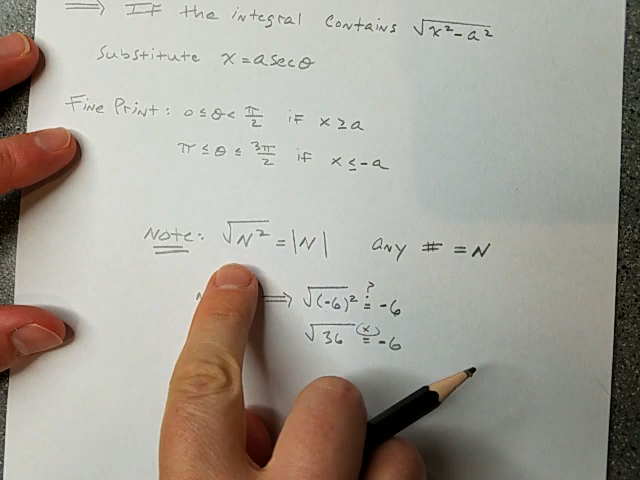 ⟹ If the integral contains √(x²-a²)
Substitute x = a secθ
Fine Print: 0 ≤ θ < π/2 if x ≥ a
π ≤ θ ≤ 3π/2 if x ≤ -a
Note: √N² = |N| any # = N
⟹ √(-6)² ≟ -6
√36 = (x) -6